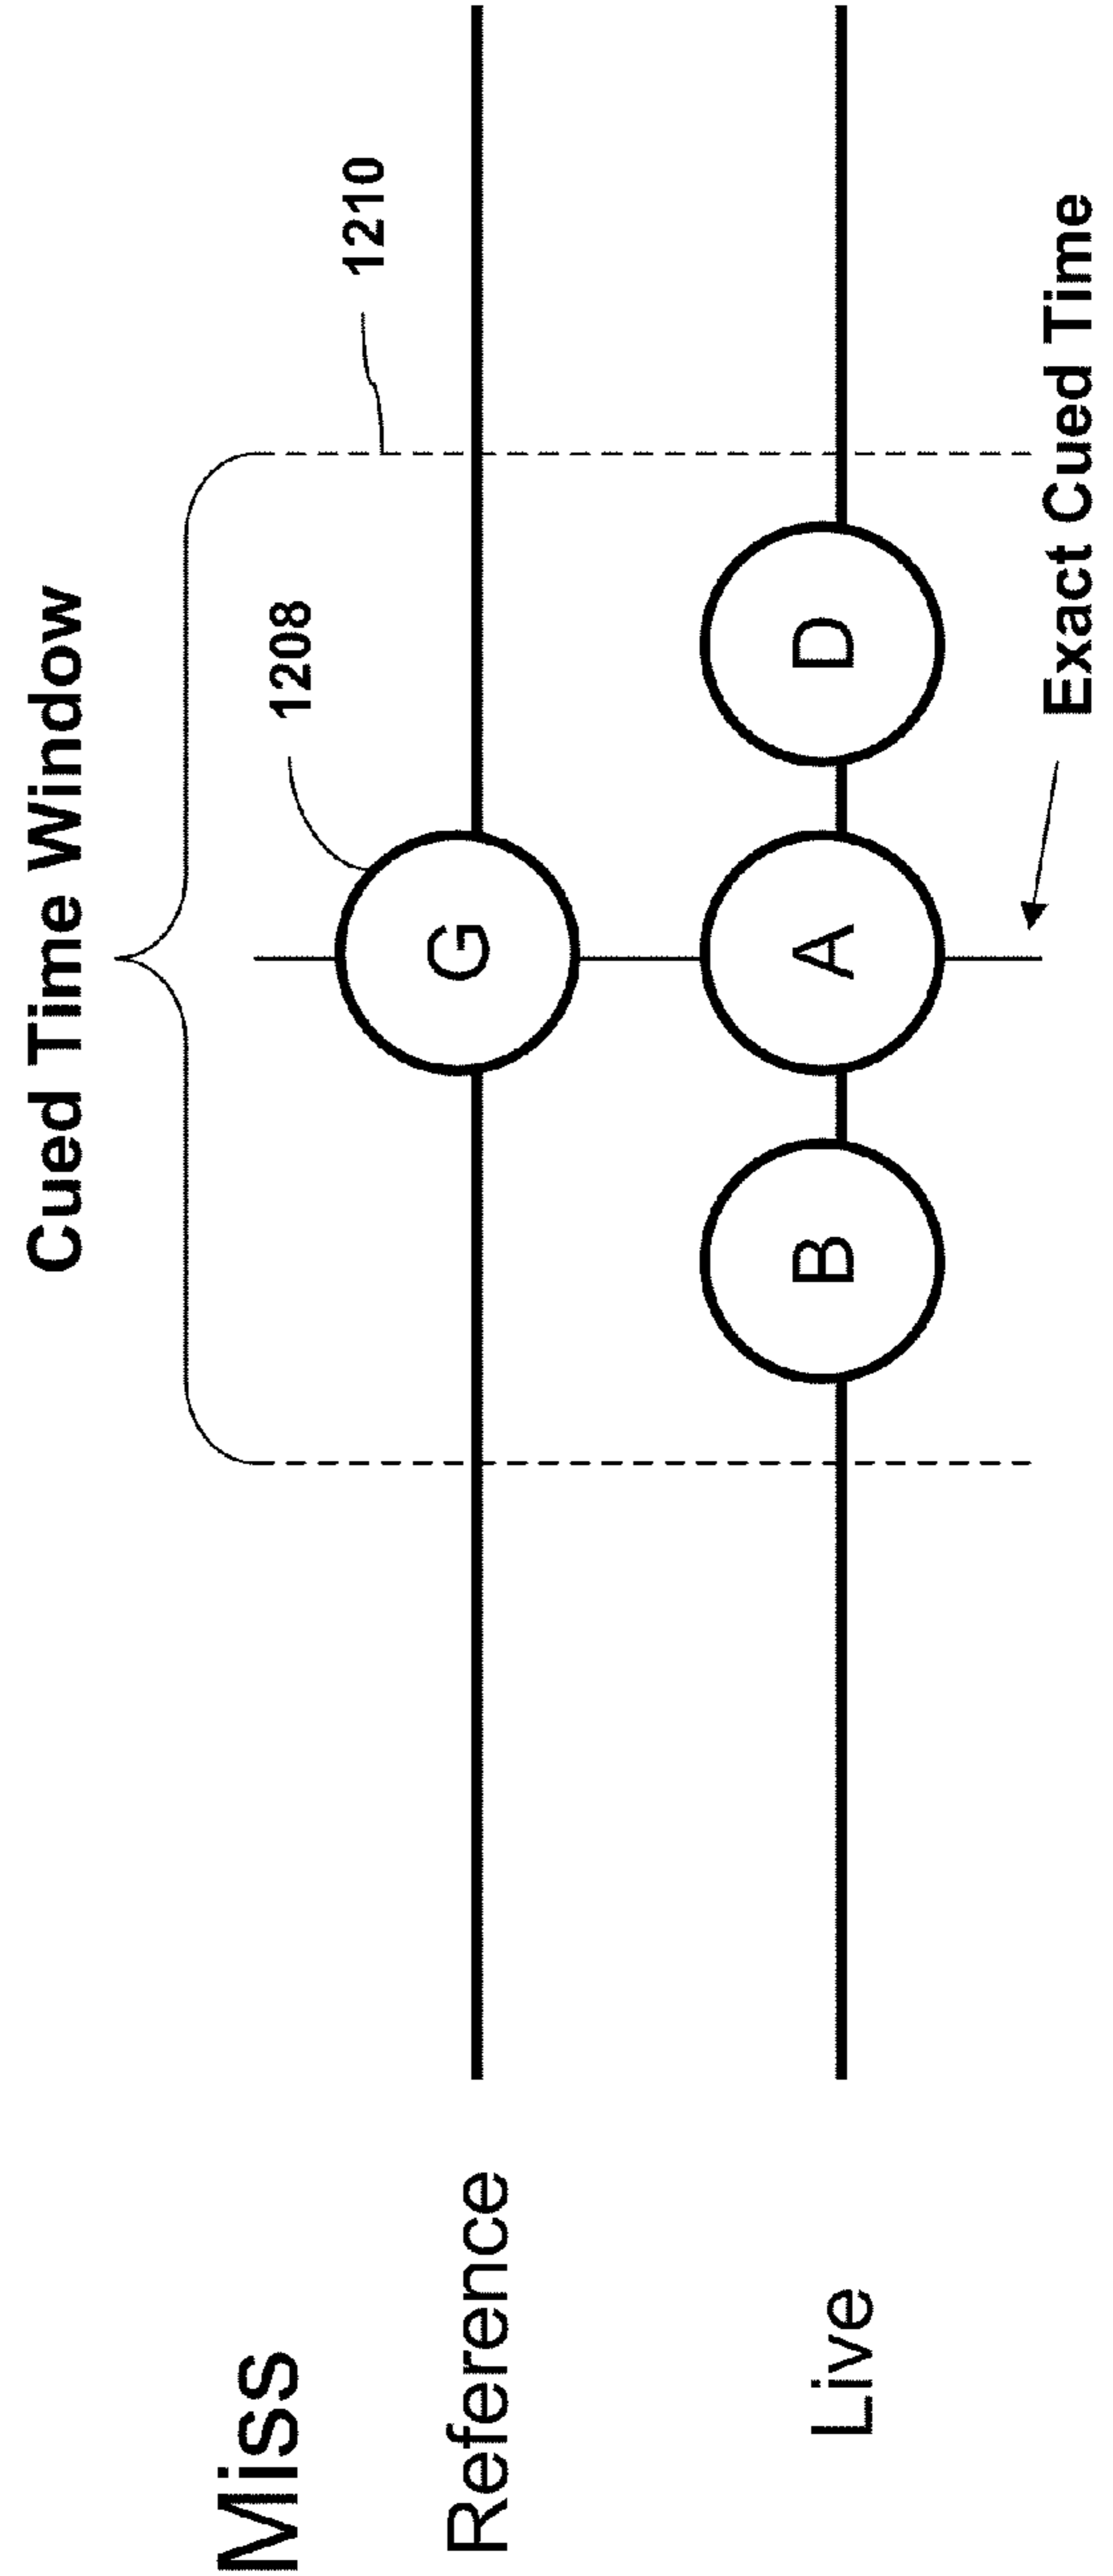 Cued Time Window
Miss
1208
1210
Reference
G
Live
B A D
Exact Cued Time